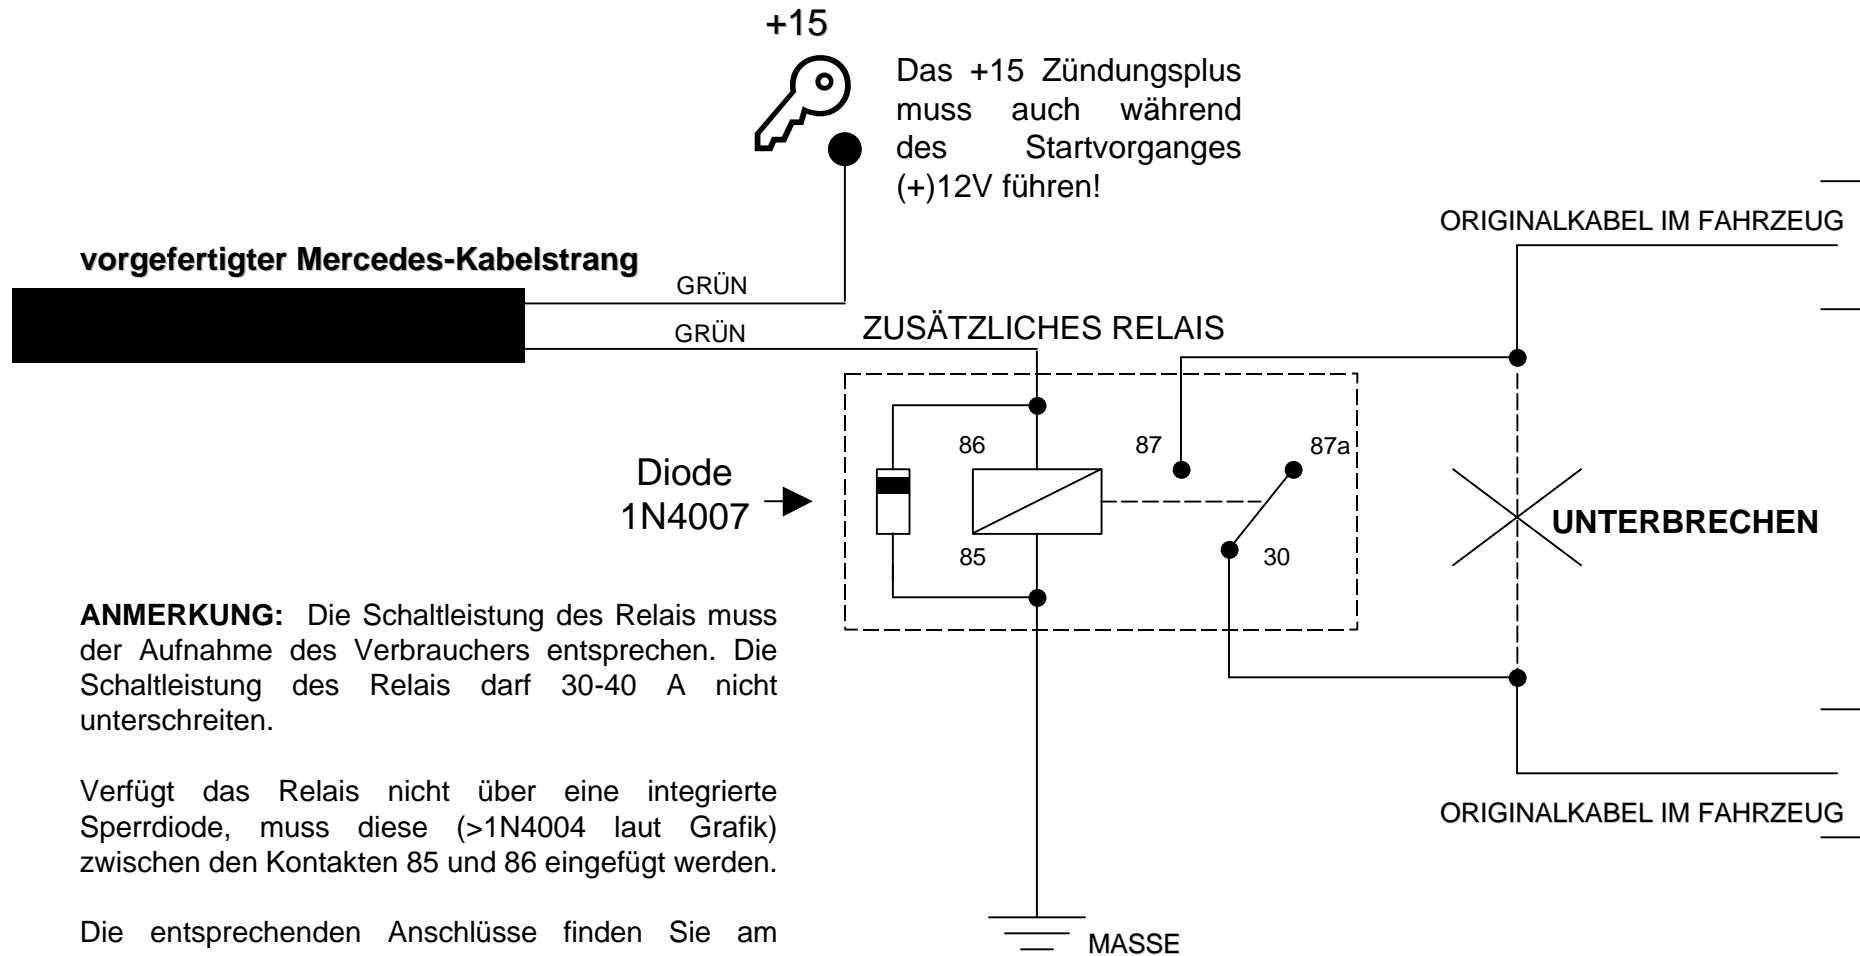 +15
Das +15 Zündungsplus
muss auch während
des Startvorganges
(+)12V führen!
ORIGINALKABEL IM FAHRZEUG
vorgefertigter Mercedes-Kabelstrang
GRÜN
GRÜN
ZUSÄTZLICHES RELAIS
86
87
87a
Diode
1N4007
UNTERBRECHEN
85
30
ANMERKUNG: Die Schaltleistung des Relais muss
der Aufnahme des Verbrauchers entsprechen. Die
Schaltleistung des Relais darf 30-40 A nicht
unterschreiten.
Verfügt das Relais nicht über eine integrierte
Sperrdiode, muss diese (>1N4004 laut Grafik)
zwischen den Kontakten 85 und 86 eingefügt werden.
ORIGINALKABEL IM FAHRZEUG
Die entsprechenden Anschlüsse finden Sie am
MASSE